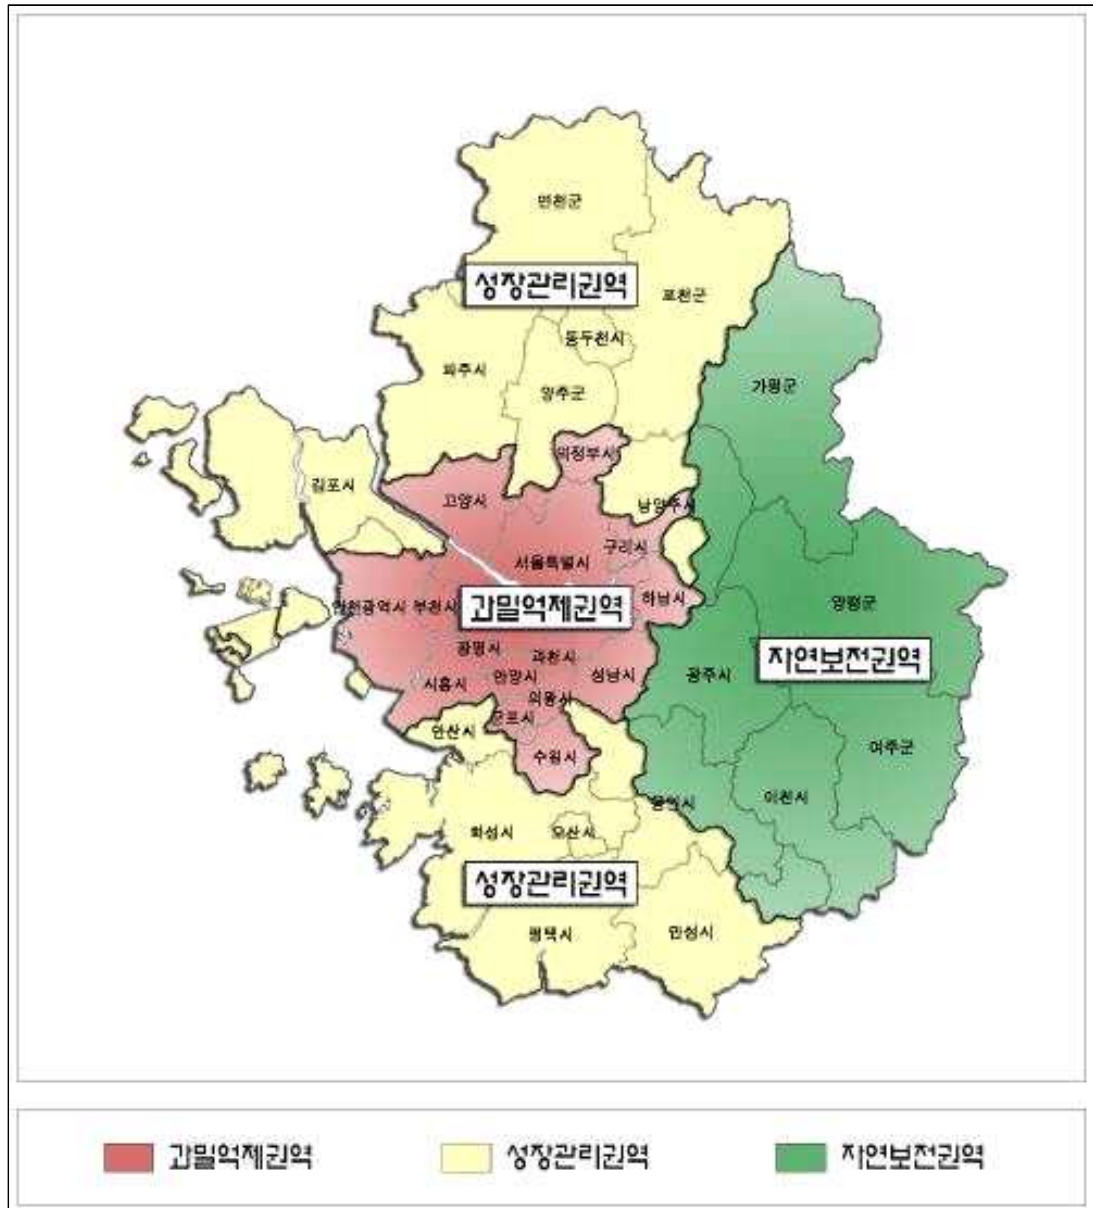 연천군
성장관리권역
포천군
동두천시
파주시
양주군
가평군
의정부시
김포시
고양시
남양주시
서울특별시
구리시
인천광역시 부천시
과밀억제권역
하남시
양평군
광명시
과천시
자연보전권역
시흥시
안양시
성남시
광주시
의왕시
군포시
안산시
수원시
여주군
용인시
이천시
화성시
오산시
성장관리권역
평택시
안성시
과밀억제권역
성장관리권역
자연보전권역